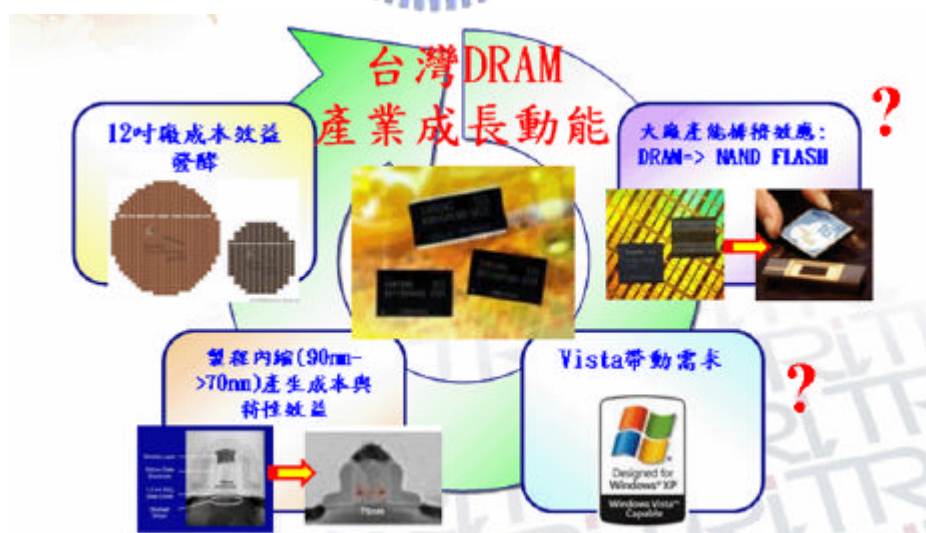 台灣DRAM
產業成長動能
12吋廠成本效益
發酵
大廠產能排擠效應:
DRAM=> NAND FLASH
?
製程內縮(90nm-
>70nm)產生成本與
特性效益
70nm
Vista帶動需求
?
Designed for
Windows® XP
Windows Vista™
Capable
ITRI